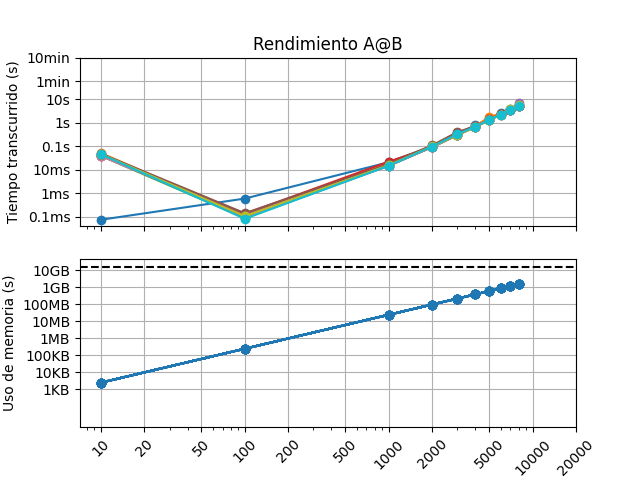 Rendimiento A@B
Tiempo transcurrido (s)
10min
1min
10s
1s
0.1s
10ms
1ms
0.1ms
Uso de memoria (s)
10GB
1GB
100MB
10MB
1MB
100KB
10KB
1KB
10
20
50
100
200
500
1000
2000
5000
10000
20000